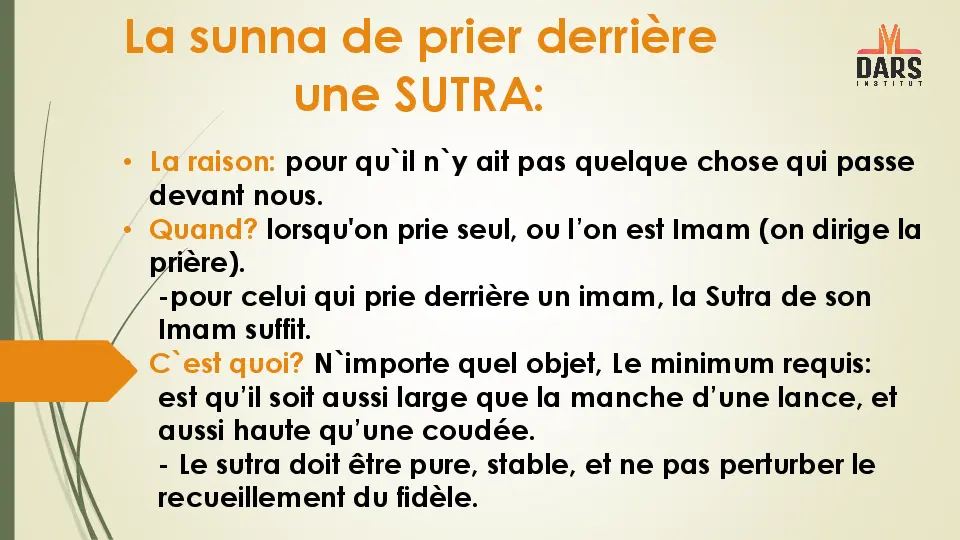 La sunna de prier derrière
une SUTRA:
DARS
INSTITUT
• La raison: pour qu`il n`y ait pas quelque chose qui passe
devant nous.
• Quand? lorsqu'on prie seul, ou l’on est Imam (on dirige la
prière).
-pour celui qui prie derrière un imam, la Sutra de son
Imam suffit.
C`est quoi? N`importe quel objet, Le minimum requis:
est qu’il soit aussi large que la manche d’une lance, et
aussi haute qu’une coudée.
- Le sutra doit être pure, stable, et ne pas perturber le
recueillement du fidèle.